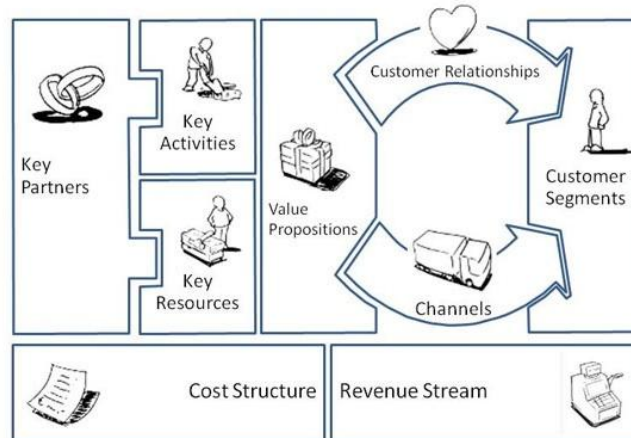 Key
Partners
Key
Activities
Key
Resources
Value
Propositions
Customer Relationships
Channels
Customer
Segments
Cost Structure
Revenue Stream